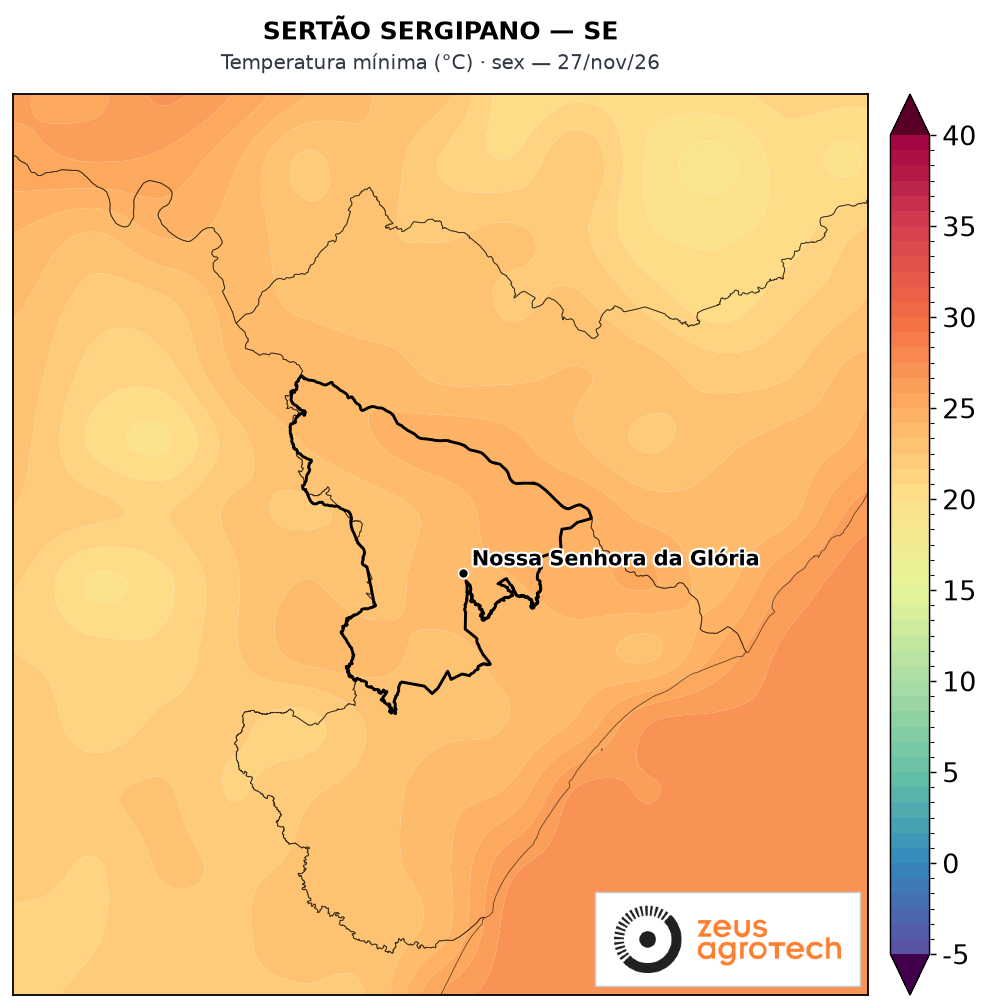 SERTÃO SERGIPANO — SE
Temperatura mínima (°C) · sex — 27/nov/26
40
35
30
25
20
15
10
5
0
-5
Nossa Senhora da Glória
zeus
agrotech